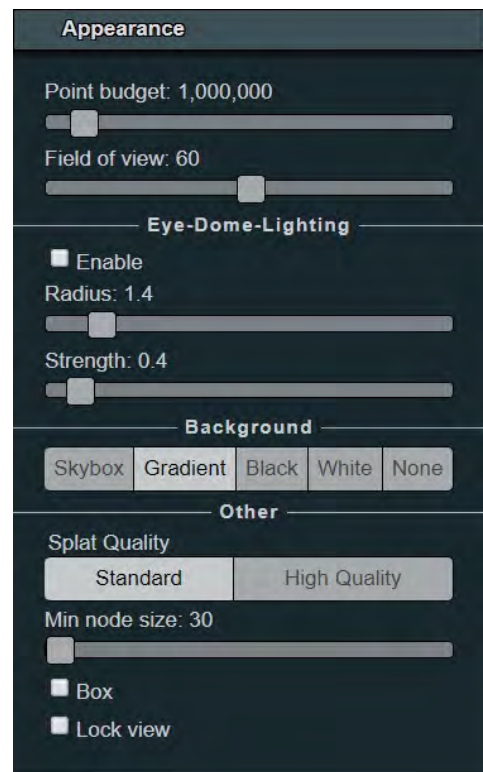 Appearance
Point budget: 1,000,000
Field of view: 60
Eye-Dome-Lighting
Enable
Radius: 1.4
Strength: 0.4
Background
Skybox Gradient Black White None
Other
Splat Quality
Standard High Quality
Min node size: 30
Box
Lock view